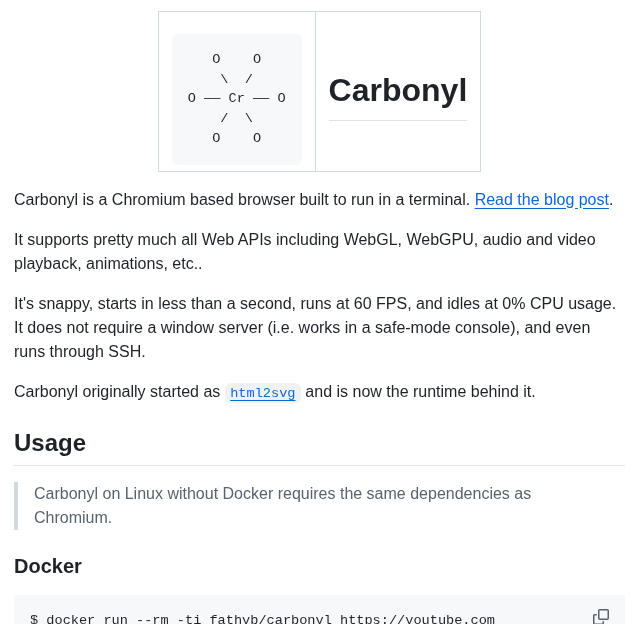 O    O
\  /
O —— Cr —— O
/  \
O    O
Carbonyl
Carbonyl is a Chromium based browser built to run in a terminal. Read the blog post.
It supports pretty much all Web APIs including WebGL, WebGPU, audio and video
playback, animations, etc..
It's snappy, starts in less than a second, runs at 60 FPS, and idles at 0% CPU usage.
It does not require a window server (i.e. works in a safe-mode console), and even
runs through SSH.
Carbonyl originally started as html2svg and is now the runtime behind it.
Usage
Carbonyl on Linux without Docker requires the same dependencies as
Chromium.
Docker
$ docker run --rm -ti fathyb/carbonyl https://youtube.com